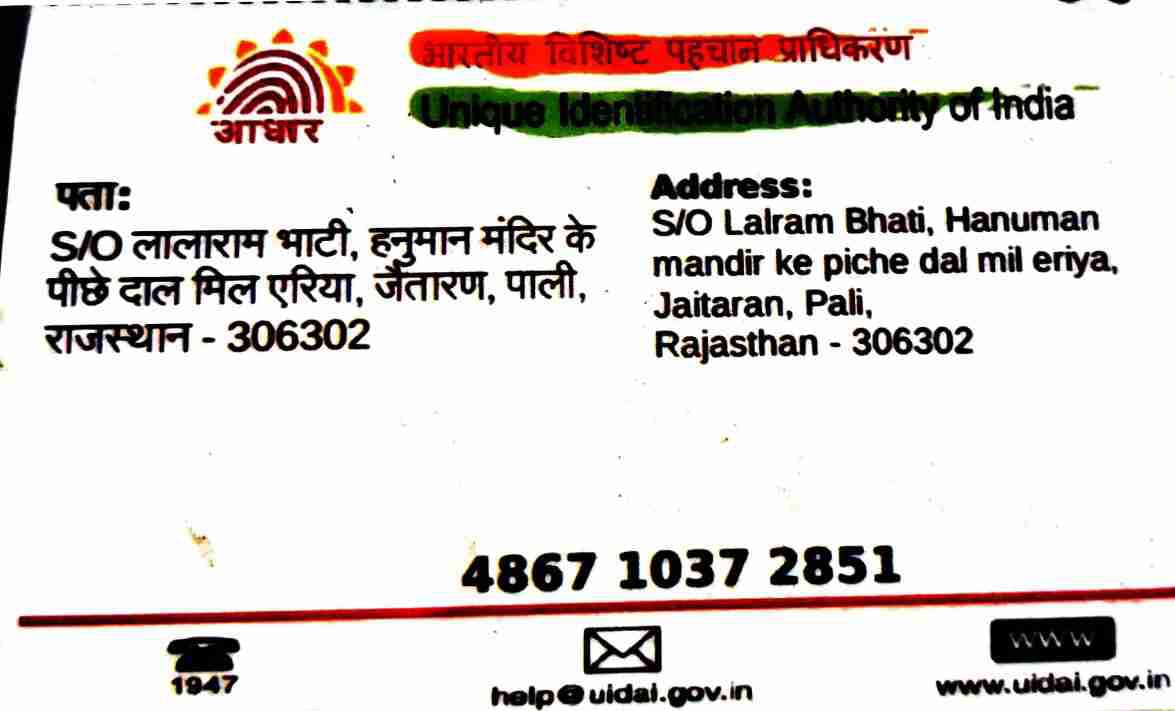 आधार
भारतीय विशिष्ट पहचान प्राधिकरण
Unique Identification Authority of India
पता:
S/O लालाराम भाटी, हनुमान मंदिर के
पीछे दाल मिल एरिया, जैतारण, पाली,
राजस्थान - 306302
Address:
S/O Lalram Bhati, Hanuman
mandir ke piche dal mil eriya,
Jaitaran, Pali,
Rajasthan - 306302
4867 1037 2851
1947
help@uidai.gov.in
WWW
www.uidai.gov.in